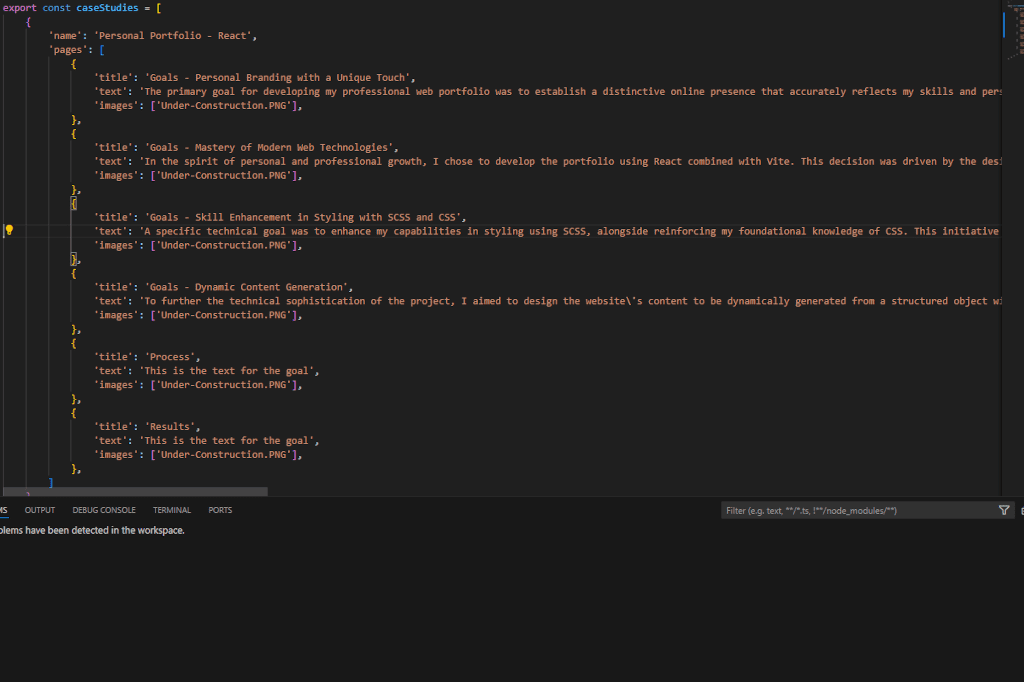 export const caseStudies = [
{
'name': 'Personal Portfolio - React',
'pages': [
{
'title': 'Goals - Personal Branding with a Unique Touch',
'text': 'The primary goal for developing my professional web portfolio was to establish a distinctive online presence that accurately reflects my skills and pers
'images': ['Under-Construction.PNG'],
},
{
'title': 'Goals - Mastery of Modern Web Technologies',
'text': 'In the spirit of personal and professional growth, I chose to develop the portfolio using React combined with Vite. This decision was driven by the desi
'images': ['Under-Construction.PNG'],
},
{
'title': 'Goals - Skill Enhancement in Styling with SCSS and CSS',
'text': 'A specific technical goal was to enhance my capabilities in styling using SCSS, alongside reinforcing my foundational knowledge of CSS. This initiative
'images': ['Under-Construction.PNG'],
},
{
'title': 'Goals - Dynamic Content Generation',
'text': 'To further the technical sophistication of the project, I aimed to design the website\'s content to be dynamically generated from a structured object wi
'images': ['Under-Construction.PNG'],
},
{
'title': 'Process',
'text': 'This is the text for the goal',
'images': ['Under-Construction.PNG'],
},
{
'title': 'Results',
'text': 'This is the text for the goal',
'images': ['Under-Construction.PNG'],
},
]
MS OUTPUT DEBUG CONSOLE TERMINAL PORTS Filter (e.g. text, **/*.ts, !**/node_modules/**)
blems have been detected in the workspace.